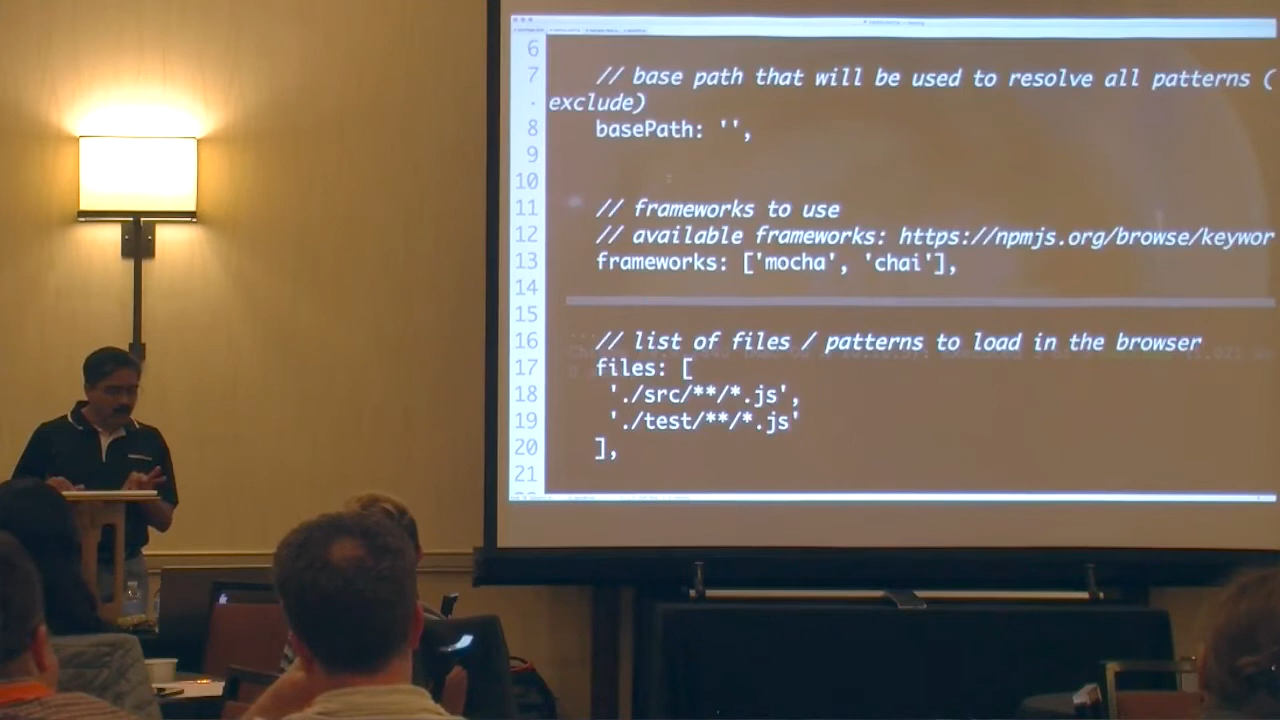 6
7 // base path that will be used to resolve all patterns (
· exclude)
8 basePath: '',
9
10
11 // frameworks to use
12 // available frameworks: https://npmjs.org/browse/keywor
13 frameworks: ['mocha', 'chai'],
14
15
16 // list of files / patterns to load in the browser
17 files: [
18 './src/**/*.js',
19 './test/**/*.js'
20 ],
21